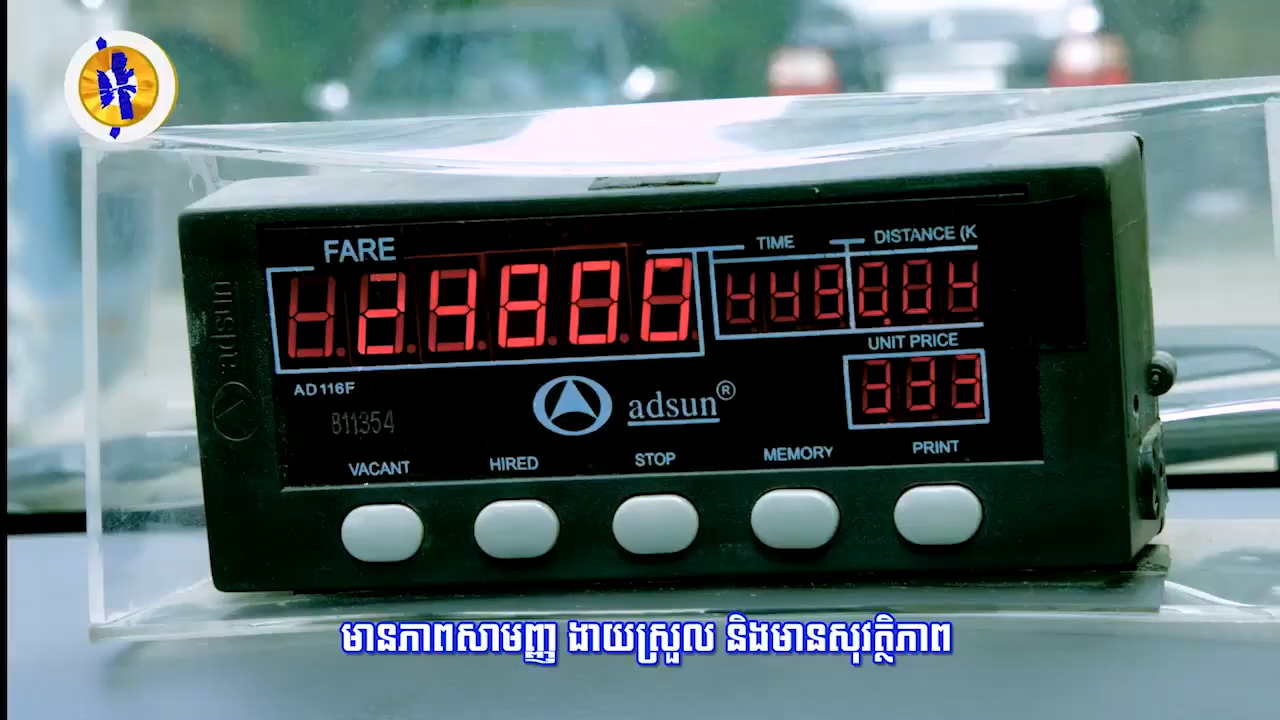 FARE
TIME
DISTANCE (K
UNIT PRICE
adsun
AD116F
811354
adsun®
VACANT
HIRED
STOP
MEMORY
PRINT
មានភាពសាមញ្ញ ងាយស្រួល និងមានសុវត្ថិភាព